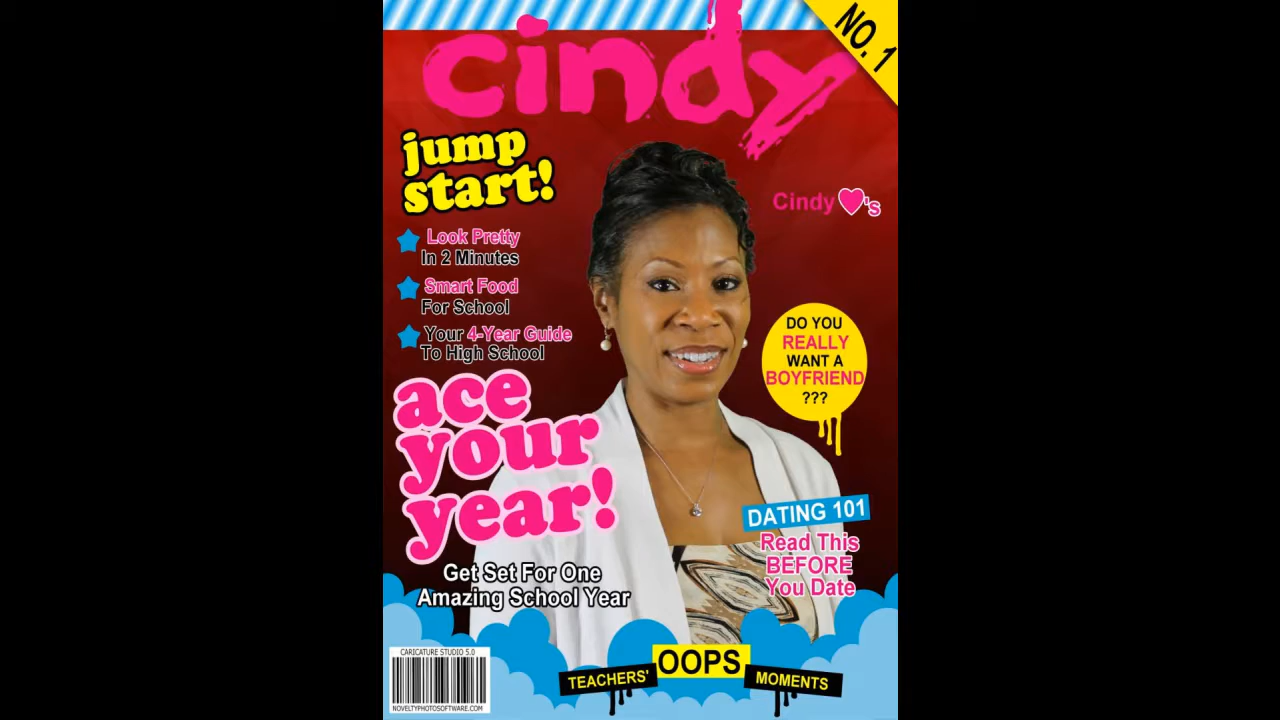 cindy
NO. 1
jump
start!
Cindy 's
Look Pretty
In 2 Minutes
Smart Food
For School
Your 4-Year Guide
To High School
DO YOU
REALLY
WANT A
BOYFRIEND
???
ace
your
year!
Get Set For One
Amazing School Year
DATING 101
Read This
BEFORE
You Date
TEACHERS' OOPS MOMENTS
CARICATURE STUDIO 5.0
NOVELTYPHOTOSOFTWARE.COM